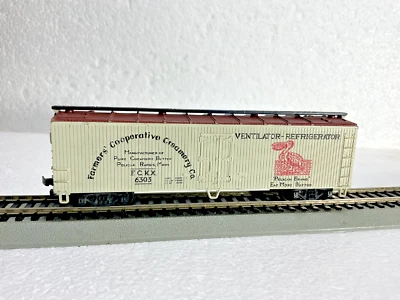 Farmers' Cooperative Creamery Co.
Manufacturers of
Pure Creamery Butter
Pelican Rapids, Minn.
F.C.K.X.
6303
VENTILATOR-REFRIGERATOR
Pelican Brand
Eat More Butter